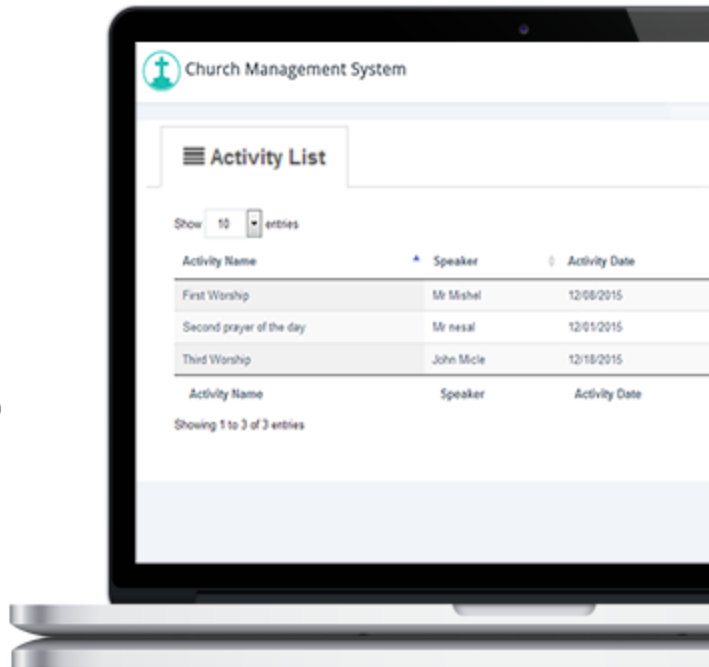 Church Management System
Activity List
Show 10 entries
Activity Name Speaker Activity Date
First Worship Mr Mishel 12/08/2015
Second prayer of the day Mr nesal 12/01/2015
Third Worship John Micle 12/18/2015
Activity Name Speaker Activity Date
Showing 1 to 3 of 3 entries